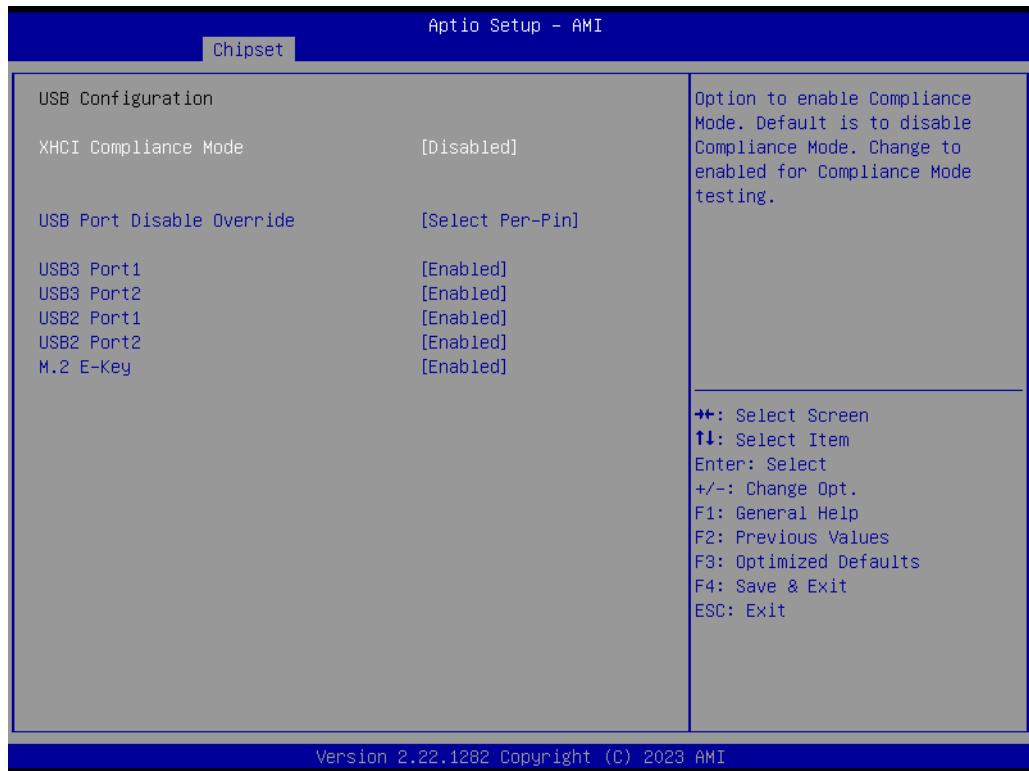 Aptio Setup – AMI
Chipset
USB Configuration
XHCI Compliance Mode [Disabled]
USB Port Disable Override [Select Per-Pin]
USB3 Port1 [Enabled]
USB3 Port2 [Enabled]
USB2 Port1 [Enabled]
USB2 Port2 [Enabled]
M.2 E-Key [Enabled]
Option to enable Compliance
Mode. Default is to disable
Compliance Mode. Change to
enabled for Compliance Mode
testing.
→←: Select Screen
↑↓: Select Item
Enter: Select
+/-: Change Opt.
F1: General Help
F2: Previous Values
F3: Optimized Defaults
F4: Save & Exit
ESC: Exit
Version 2.22.1282 Copyright (C) 2023 AMI